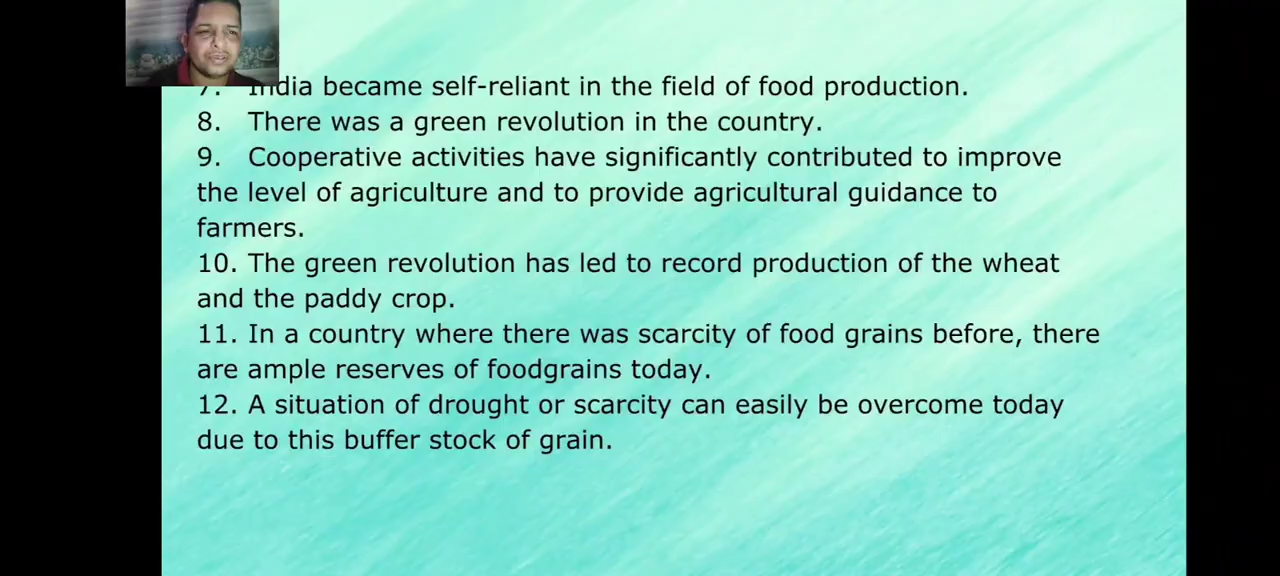 7. India became self-reliant in the field of food production.
8. There was a green revolution in the country.
9. Cooperative activities have significantly contributed to improve
the level of agriculture and to provide agricultural guidance to
farmers.
10. The green revolution has led to record production of the wheat
and the paddy crop.
11. In a country where there was scarcity of food grains before, there
are ample reserves of foodgrains today.
12. A situation of drought or scarcity can easily be overcome today
due to this buffer stock of grain.